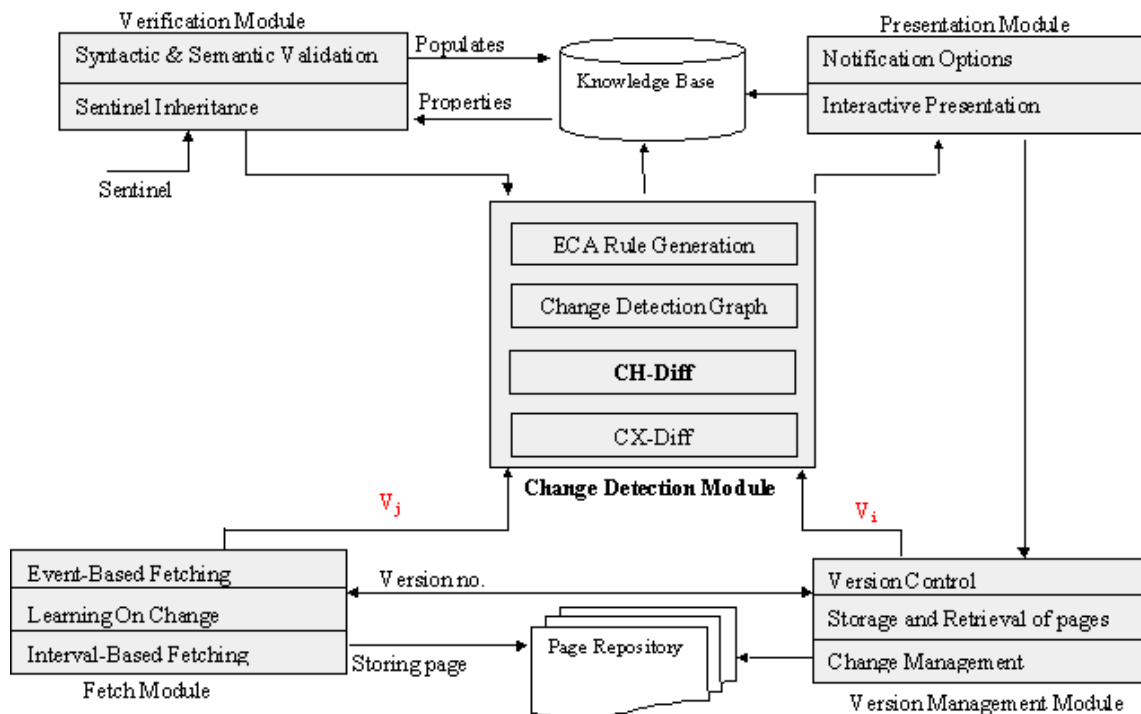 Verification Module
Presentation Module
Syntactic & Semantic Validation
Populates
Notification Options
Knowledge Base
Sentinel Inheritance
Properties
Interactive Presentation
Sentinel
ECA Rule Generation
Change Detection Graph
CH-Diff
CX-Diff
Change Detection Module
Vj
Vi
Event-Based Fetching
Version no.
Version Control
Learning On Change
Storage and Retrieval of pages
Interval-Based Fetching
Storing page
Page Repository
Change Management
Fetch Module
Version Management Module